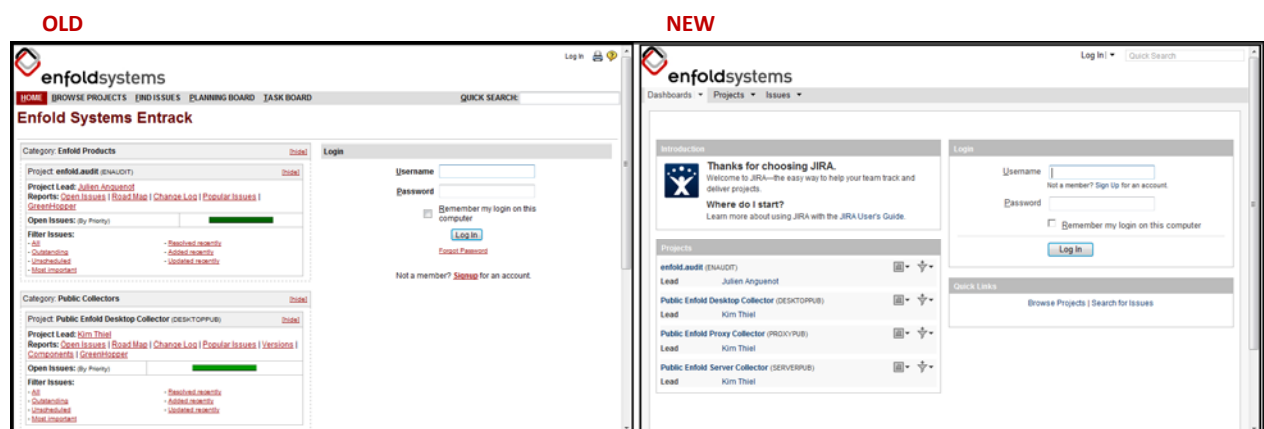 OLD
NEW
Log In
enfoldsystems
HOME BROWSE PROJECTS FIND ISSUES PLANNING BOARD TASK BOARD QUICK SEARCH:
Enfold Systems Entrack
Category: Enfold Products [hide]
Project: enfold.audit (ENAUDIT) [hide]
Project Lead: Julien Anguenot
Reports: Open Issues | Road Map | Change Log | Popular Issues |
GreenHopper
Open Issues: (By Priority)
Filter Issues:
- All - Resolved recently
- Outstanding - Added recently
- Unscheduled - Updated recently
- Most important
Category: Public Collectors [hide]
Project: Public Enfold Desktop Collector (DESKTOPPUB) [hide]
Project Lead: Kim Thiel
Reports: Open Issues | Road Map | Change Log | Popular Issues | Versions |
Components | GreenHopper
Open Issues: (By Priority)
Filter Issues:
- All - Resolved recently
- Outstanding - Added recently
- Unscheduled - Updated recently
- Most important
Login
Username
Password
Remember my login on this
computer
Log In
Forgot Password
Not a member? Signup for an account.
Log In Quick Search
enfoldsystems
Dashboards Projects Issues
Introduction
Thanks for choosing JIRA.
Welcome to JIRA—the easy way to help your team track and
deliver projects.
Where do I start?
Learn more about using JIRA with the JIRA User's Guide.
Projects
enfold.audit (ENAUDIT)
Lead Julien Anguenot
Public Enfold Desktop Collector (DESKTOPPUB)
Lead Kim Thiel
Public Enfold Proxy Collector (PROXYPUB)
Lead Kim Thiel
Public Enfold Server Collector (SERVERPUB)
Lead Kim Thiel
Login
Username
Not a member? Sign Up for an account.
Password
Remember my login on this computer
Log In
Quick Links
Browse Projects | Search for Issues